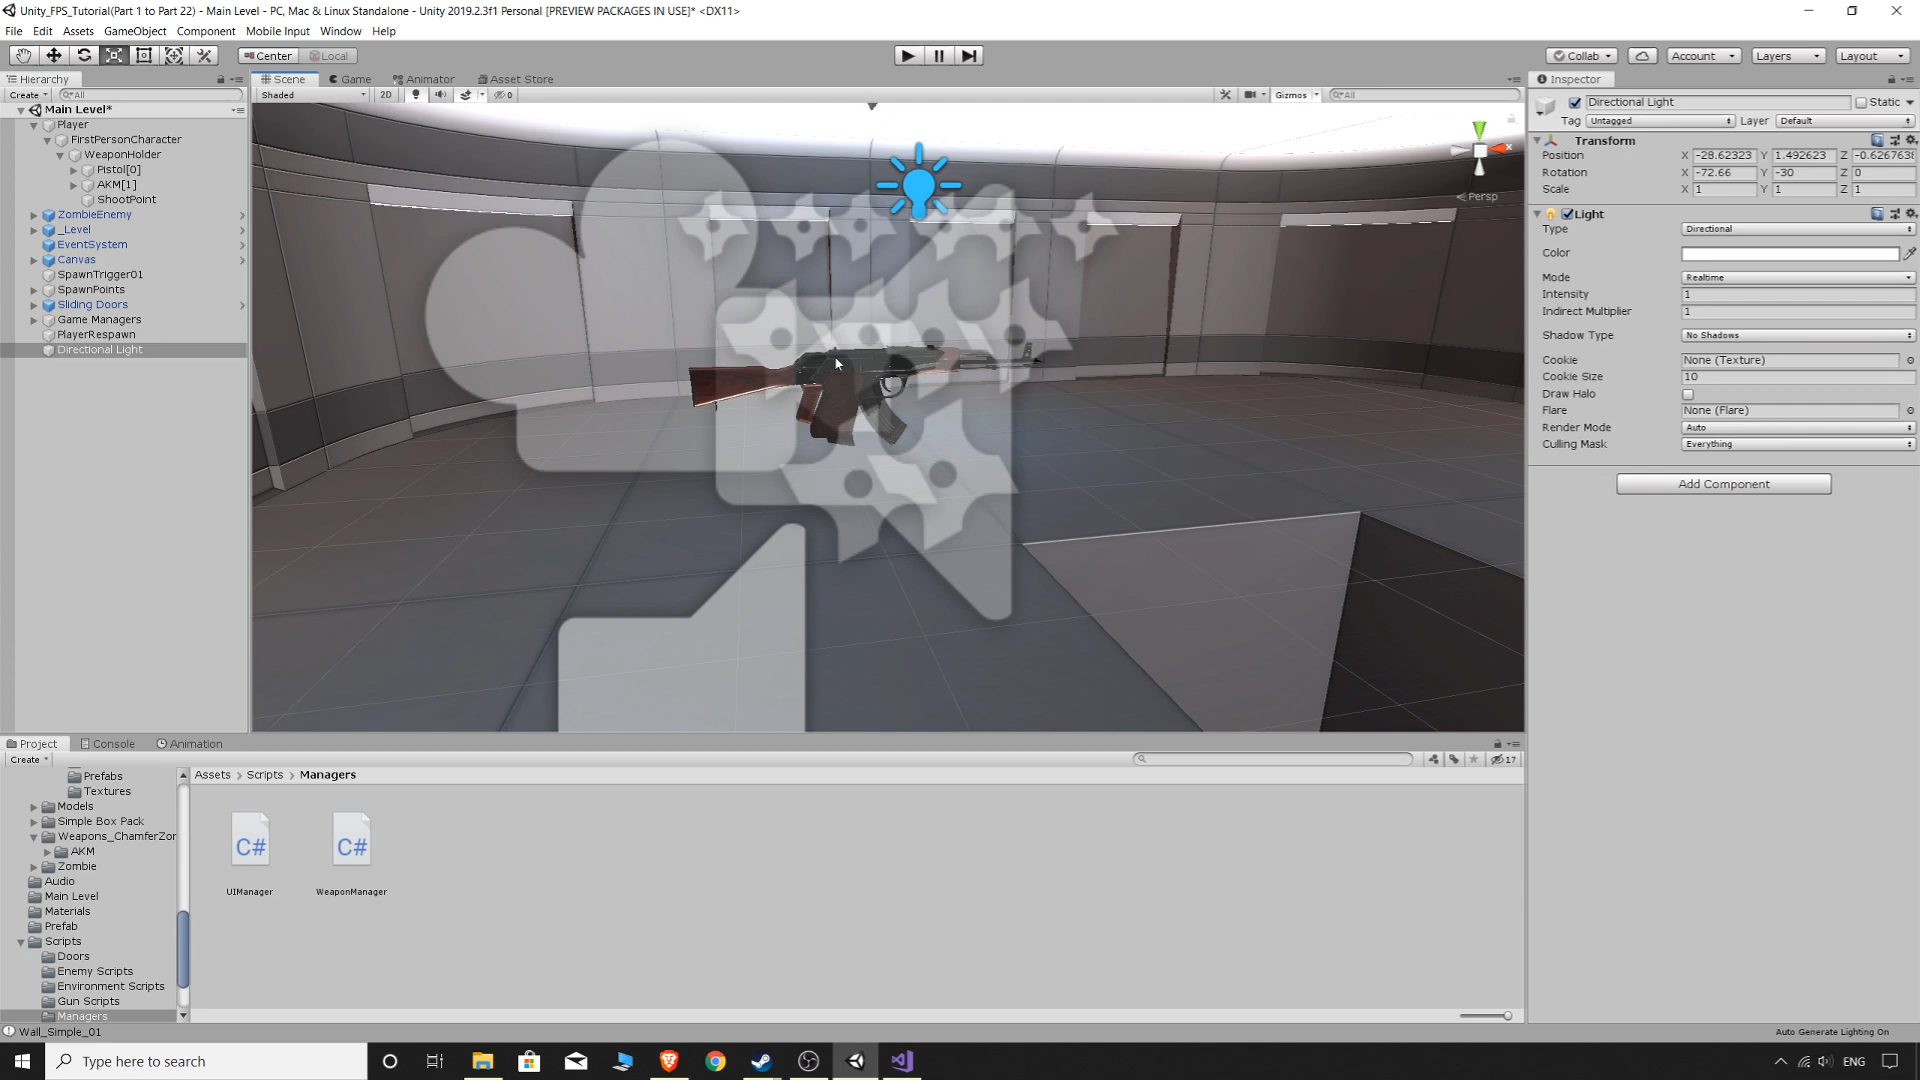 Unity_FPS_Tutorial(Part 1 to Part 22) - Main Level - PC, Mac & Linux Standalone - Unity 2019.2.3f1 Personal [PREVIEW PACKAGES IN USE]* <DX11>
File Edit Assets GameObject Component Mobile Input Window Help
Center Local Collab Account Layers Layout
Hierarchy Scene Game Animator Asset Store Inspector
Create All Shaded 2D 0 Gizmos All
Directional Light Static
Tag Untagged Layer Default
Main Level*
Player
FirstPersonCharacter
WeaponHolder
Pistol[0]
AKM[1]
ShootPoint
ZombieEnemy
_Level
EventSystem
Canvas
SpawnTrigger01
SpawnPoints
Sliding Doors
Game Managers
PlayerRespawn
Directional Light
x
Persp
Transform
Position X -28.62323 Y 1.492623 Z -0.6267638
Rotation X -72.66 Y -30 Z 0
Scale X 1 Y 1 Z 1
Light
Type Directional
Color
Mode Realtime
Intensity 1
Indirect Multiplier 1
Shadow Type No Shadows
Cookie None (Texture)
Cookie Size 10
Draw Halo
Flare None (Flare)
Render Mode Auto
Culling Mask Everything
Add Component
Project Console Animation
Create 17
Assets > Scripts > Managers
Prefabs
Textures
Models
Simple Box Pack
Weapons_ChamferZor
AKM
Zombie
Audio
Main Level
Materials
Prefab
Scripts
Doors
Enemy Scripts
Environment Scripts
Gun Scripts
Managers
C# C#
UIManager WeaponManager
Wall_Simple_01
Auto Generate Lighting On
Type here to search
ENG